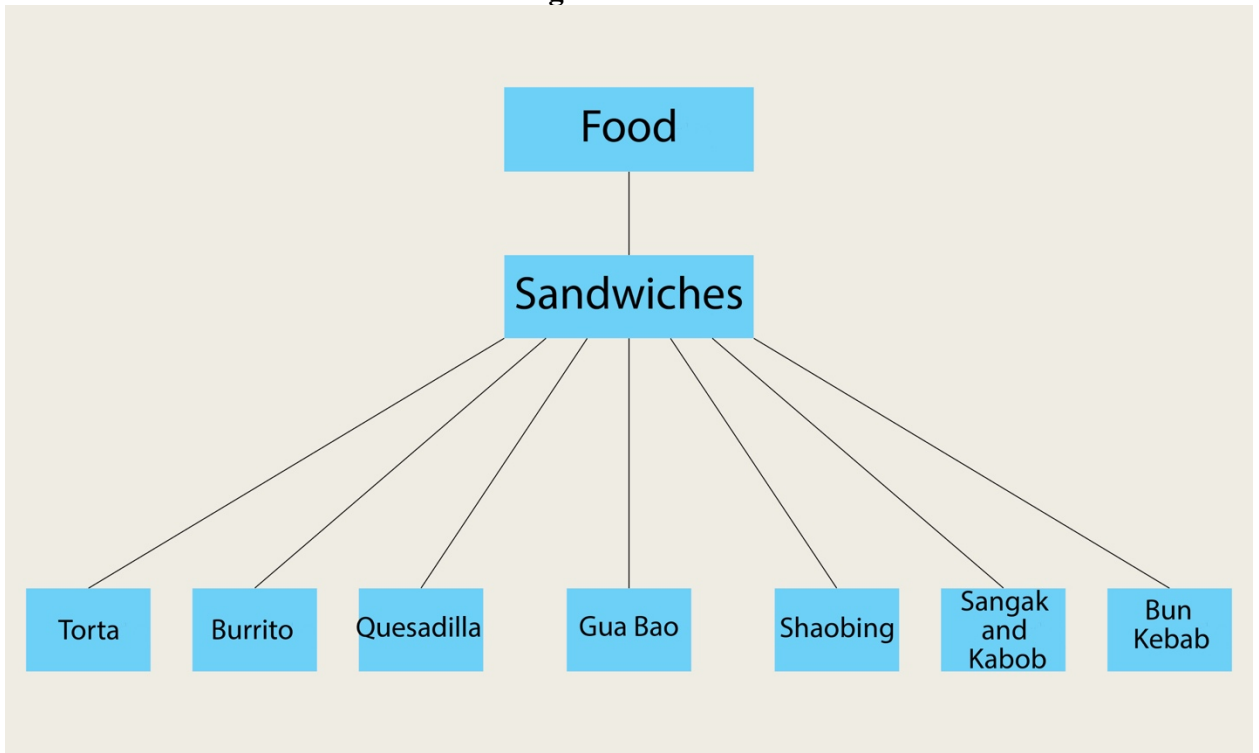 Food
Sandwiches
Torta
Burrito
Quesadilla
Gua Bao
Shaobing
Sangak
and
Kabob
Bun
Kebab